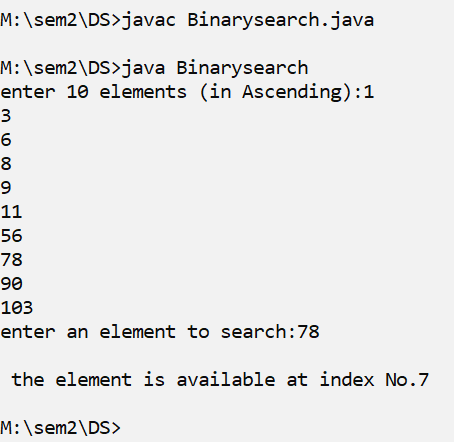 M:\sem2\DS>javac Binarysearch.java
M:\sem2\DS>java Binarysearch
enter 10 elements (in Ascending):1
3
6
8
9
11
56
78
90
103
enter an element to search:78
the element is available at index No.7
M:\sem2\DS>